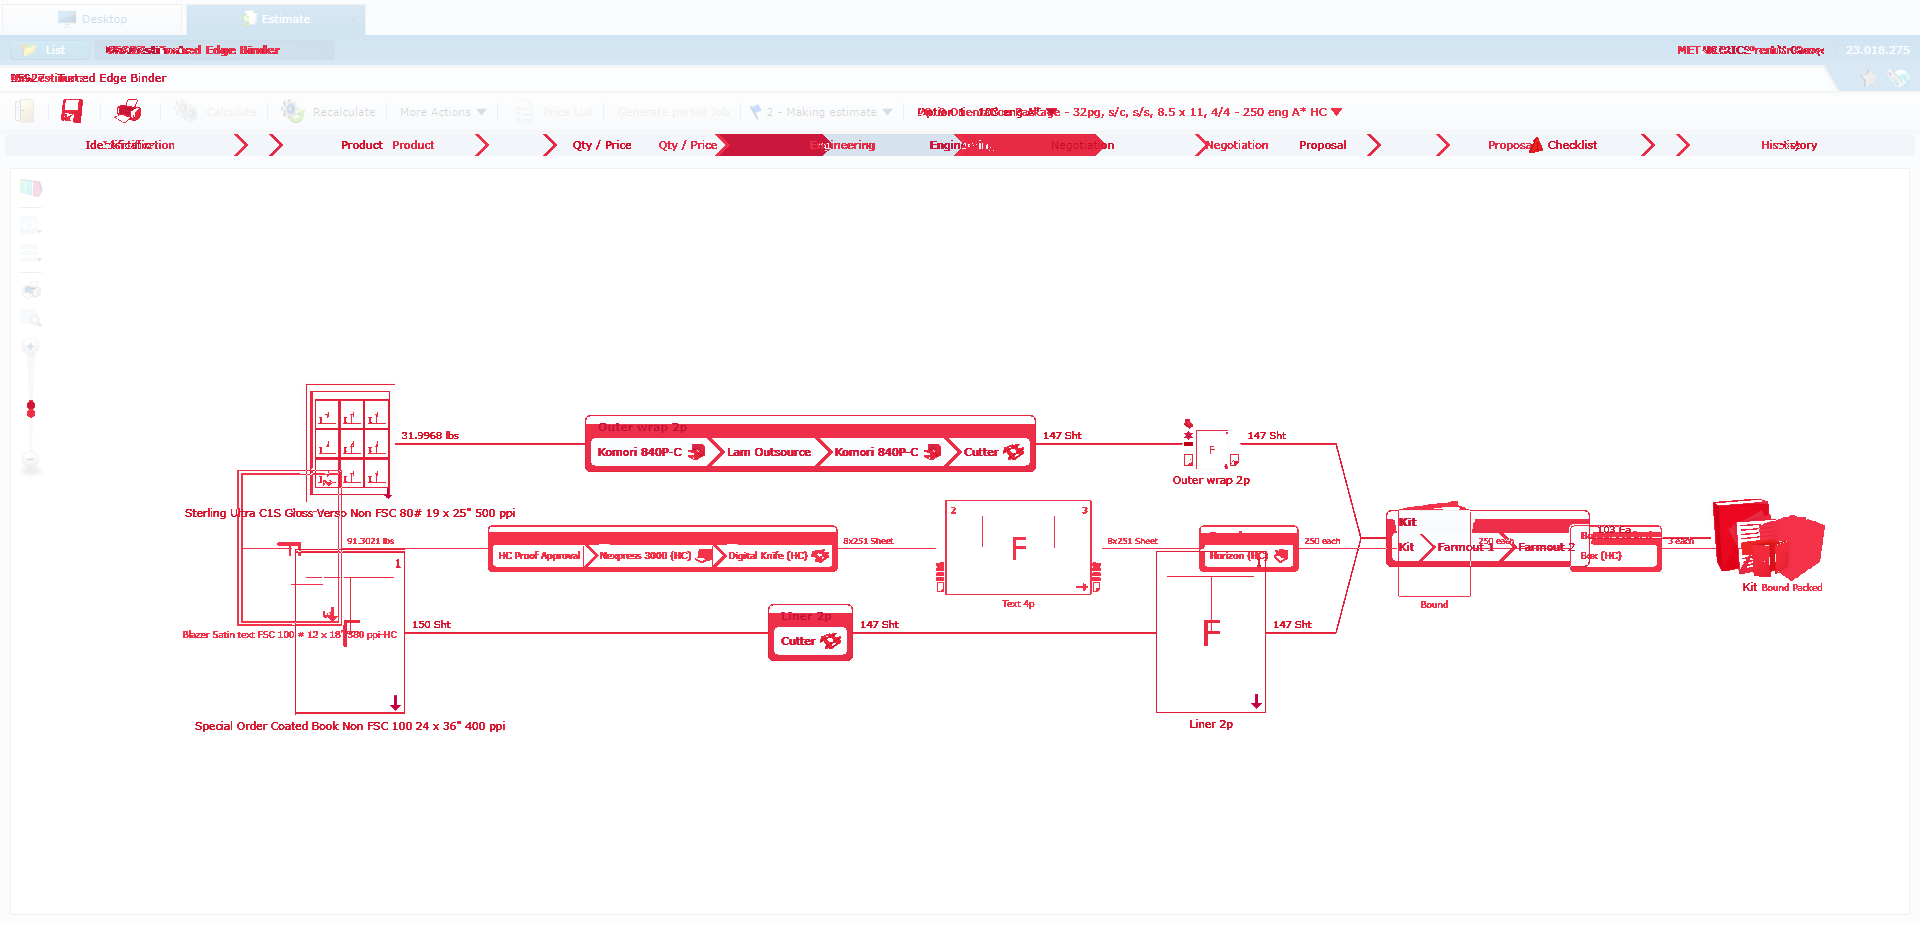 Desktop
Estimate
List
Edge Binder
23.018.275
Edge Binder
Calculate
Recalculate
More Actions
Price List
Generate partial Job
2 - Making estimate
- 32pg, s/c, s/s, 8.5 x 11, 4/4 - 250 eng A* HC
Product
Product
Qty / Price
Qty / Price
Engineering
Negotiation
Negotiation
Proposal
Checklist
31.9968 lbs
Outer wrap 2p
Komori 840P-C
Lam Outsource
Komori 840P-C
Cutter
147 Sht
F
147 Sht
Outer wrap 2p
Sterling Ultra C1S Gloss Verso Non FSC 80# 19 x 25" 500 ppi
91.3021 lbs
HC Proof Approval
Nexpress 3000 (HC)
Digital Knife (HC)
8x251 Sheet
2
3
F
Text 4p
8x251 Sheet
Horizon (HC)
250 each
Kit
Kit
Farmout 1
Farmout 2
250 each
Bound
103 Ea
Box (HC)
3 each
Kit
Bound Packed
1
Blazer Satin text FSC 100 # 12 x 18" 380 ppi-HC
F
150 Sht
Liner 2p
Cutter
147 Sht
F
147 Sht
Liner 2p
Special Order Coated Book Non FSC 100 24 x 36" 400 ppi